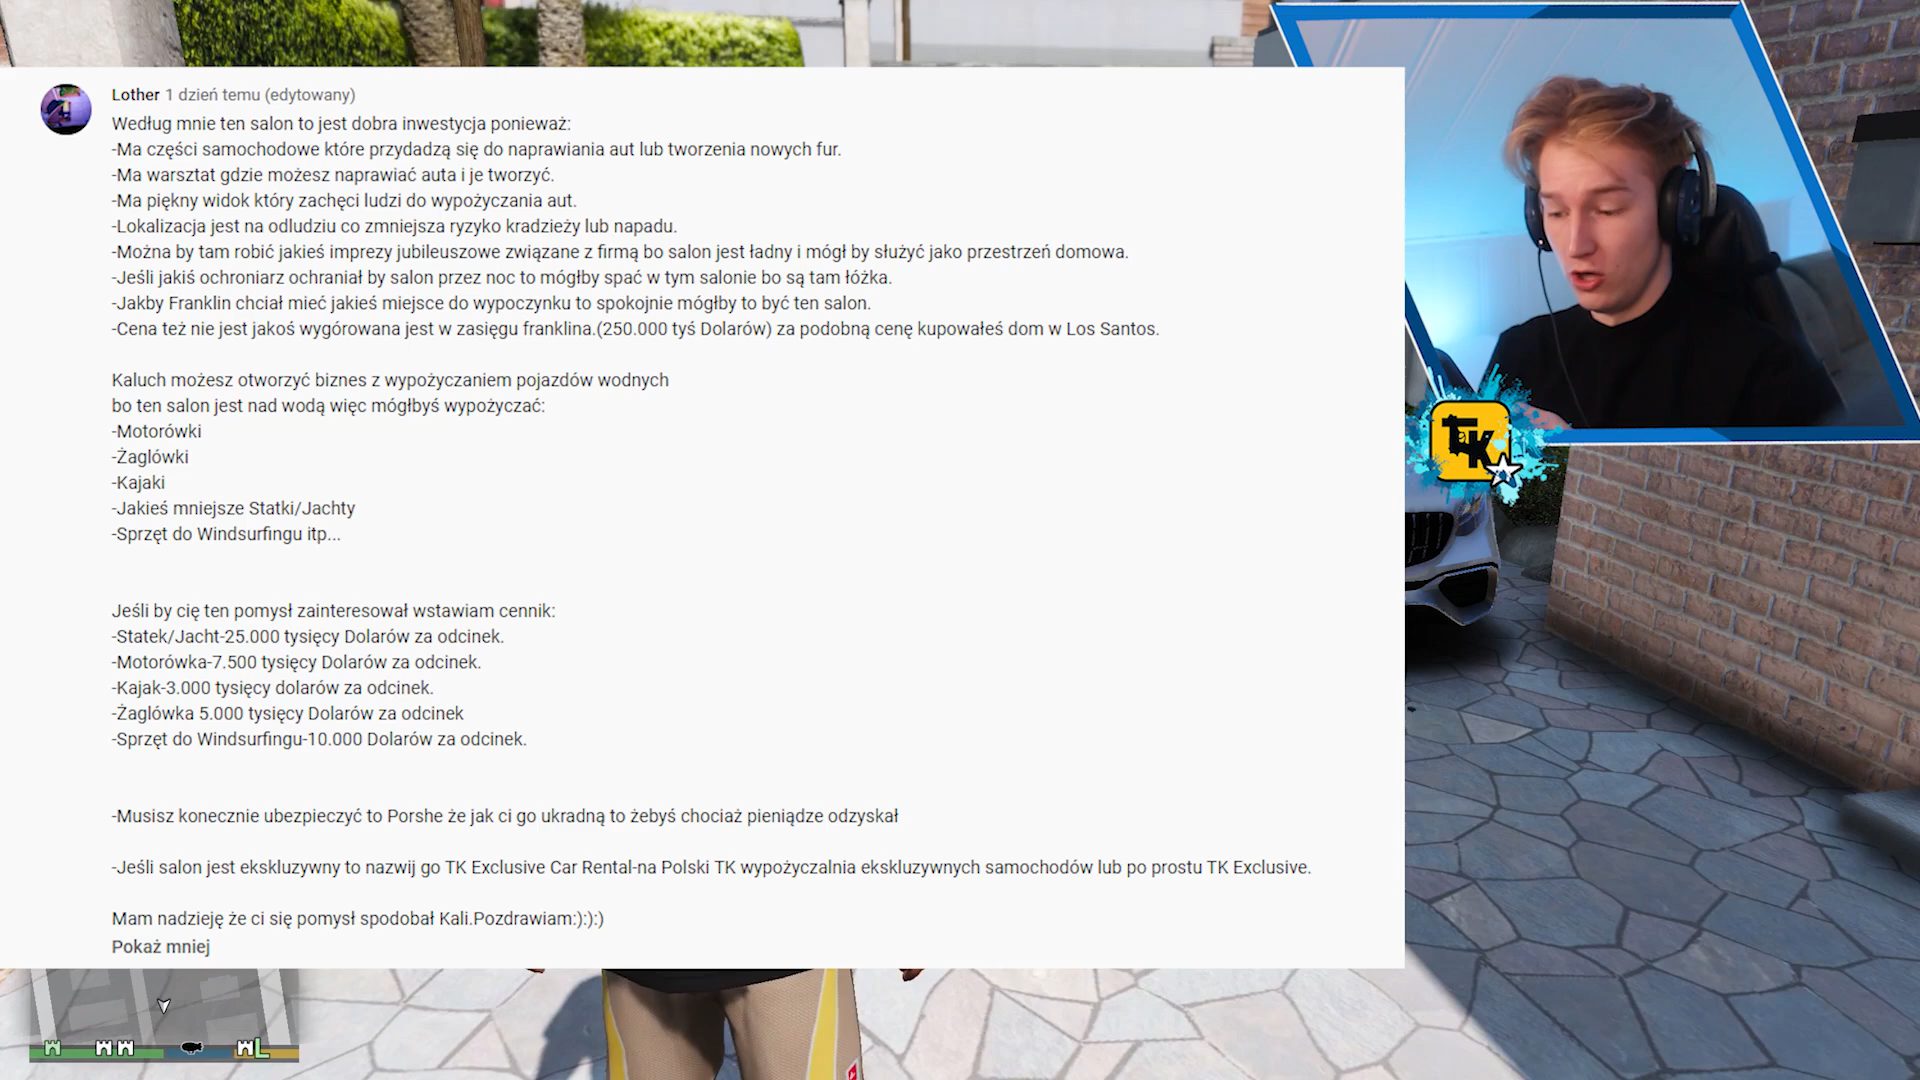 Lother 1 dzień temu (edytowany)
Według mnie ten salon to jest dobra inwestycja ponieważ:
-Ma części samochodowe które przydadzą się do naprawiania aut lub tworzenia nowych fur.
-Ma warsztat gdzie możesz naprawiać auta i je tworzyć.
-Ma piękny widok który zachęci ludzi do wypożyczania aut.
-Lokalizacja jest na odludziu co zmniejsza ryzyko kradzieży lub napadu.
-Można by tam robić jakieś imprezy jubileuszowe związane z firmą bo salon jest ładny i mógł by służyć jako przestrzeń domowa.
-Jeśli jakiś ochroniarz ochraniał by salon przez noc to mógłby spać w tym salonie bo są tam łóżka.
-Jakby Franklin chciał mieć jakieś miejsce do wypoczynku to spokojnie mógłby to być ten salon.
-Cena też nie jest jakoś wygórowana jest w zasięgu franklina.(250.000 tyś Dolarów) za podobną cenę kupowałeś dom w Los Santos.
Kaluch możesz otworzyć biznes z wypożyczaniem pojazdów wodnych
bo ten salon jest nad wodą więc mógłbyś wypożyczać:
-Motorówki
-Żaglówki
-Kajaki
-Jakieś mniejsze Statki/Jachty
-Sprzęt do Windsurfingu itp...
Jeśli by cię ten pomysł zainteresował wstawiam cennik:
-Statek/Jacht-25.000 tysięcy Dolarów za odcinek.
-Motorówka-7.500 tysięcy Dolarów za odcinek.
-Kajak-3.000 tysięcy dolarów za odcinek.
-Żaglówka 5.000 tysięcy Dolarów za odcinek
-Sprzęt do Windsurfingu-10.000 Dolarów za odcinek.
-Musisz konecznie ubezpieczyć to Porshe że jak ci go ukradną to żebyś chociaż pieniądze odzyskał
-Jeśli salon jest ekskluzywny to nazwij go TK Exclusive Car Rental-na Polski TK wypożyczalnia ekskluzywnych samochodów lub po prostu TK Exclusive.
Mam nadzieję że ci się pomysł spodobał Kali.Pozdrawiam:):):)
Pokaż mniej
TK